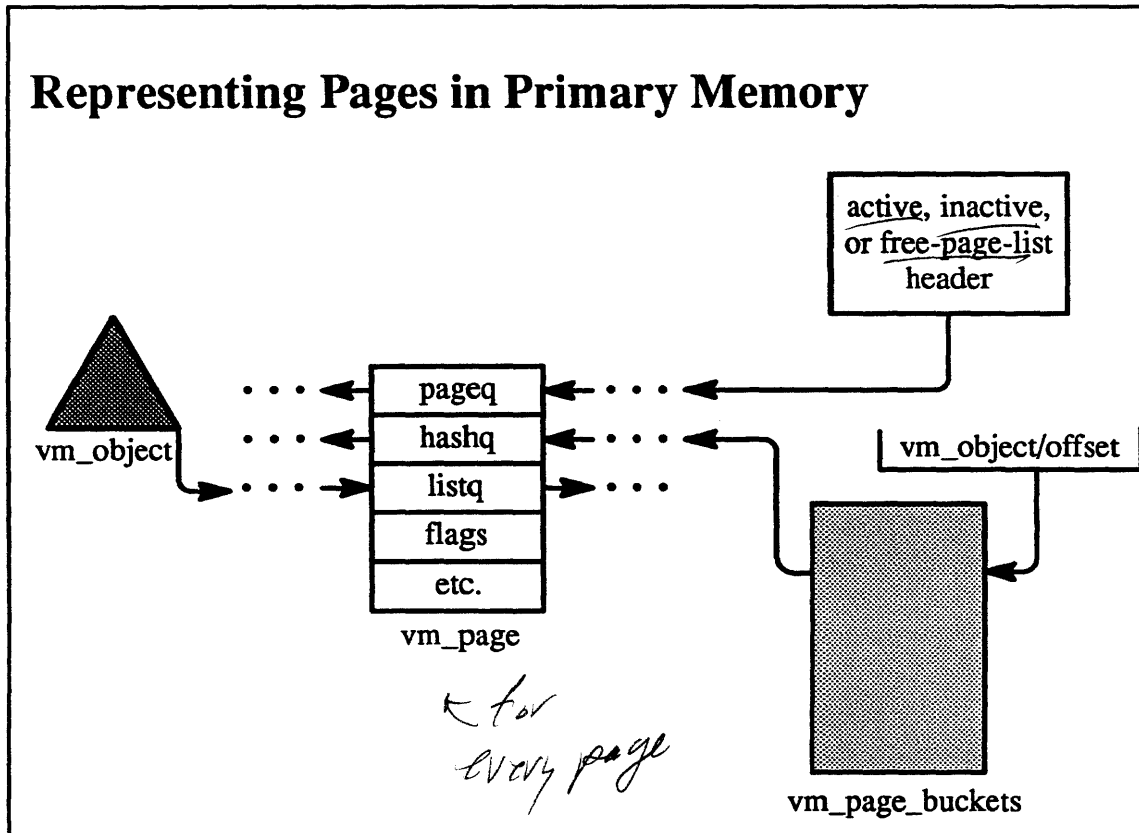 Representing Pages in Primary Memory
active, inactive,
or free-page-list
header
pageq
hashq
listq
flags
etc.
vm_page
vm_object
vm_object/offset
vm_page_buckets
for
every page